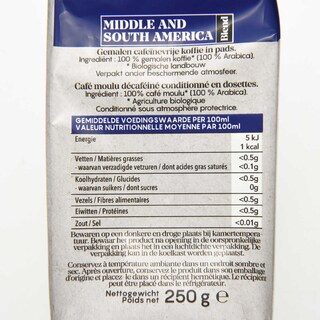 MIDDLE AND
SOUTH AMERICA
Blend
Gemalen cafeïnevrije koffie in pads.
Ingrediënt : 100 % gemalen koffie* (100 % Arabica).
* Biologische landbouw
Verpakt onder beschermende atmosfeer.
Café moulu décaféiné conditionné en dosettes.
Ingrédient : 100% café moulu* (100 % Arabica).
* Agriculture biologique
Conditionné sous atmosphère protectrice.
GEMIDDELDE VOEDINGSWAARDE PER 100ml
VALEUR NUTRITIONNELLE MOYENNE PAR 100ml
Energie 5 kJ
1 kcal
Vetten / Matières grasses <0.5g
- waarvan verzadigde vetzuren / dont acides gras saturés <0.1g
Koolhydraten / Glucides <0.5g
- waarvan suikers / dont sucres 0g
Vezels / Fibres alimentaires <0.5g
Eiwitten / Protéines <0.5g
Zout / Sel <0.01g
Bewaren op een donkere en droge plaats bij kamertempera-
tuur. Bewaar het product na opening in de oorspronkelijke
verpakking en plaats het in een luchtdichte verpakking. De
verpakking kan in de koelkast worden geplaatst.
Conservez à température ambiante dans un endroit sombre et
sec. Après ouverture, conservez le produit dans son emballage
d'origine et placez-le dans un récipient hermétique. Le récipient
peut être placé dans le réfrigérateur.
Nettogewicht
Poids net 250 g ℮